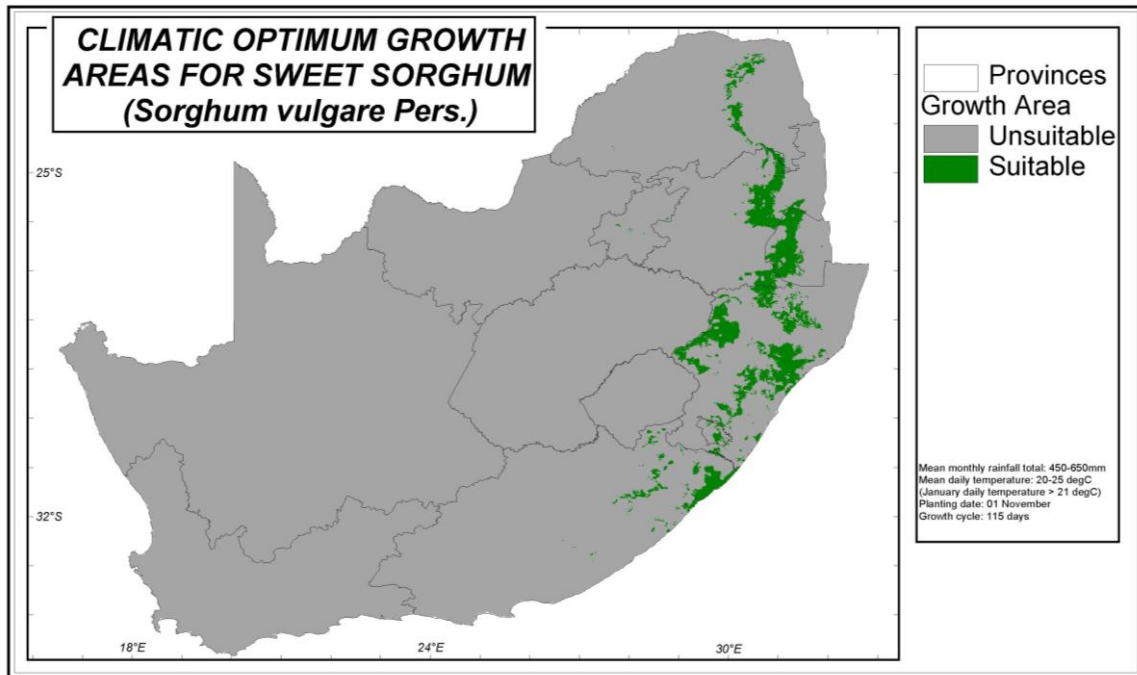 CLIMATIC OPTIMUM GROWTH
AREAS FOR SWEET SORGHUM
(Sorghum vulgare Pers.)
Provinces
Growth Area
Unsuitable
Suitable
Mean monthly rainfall total: 450-650mm
Mean daily temperature: 20-25 degC
(January daily temperature > 21 degC)
Planting date: 01 November
Growth cycle: 115 days
25°S
32°S
18°E
24°E
30°E